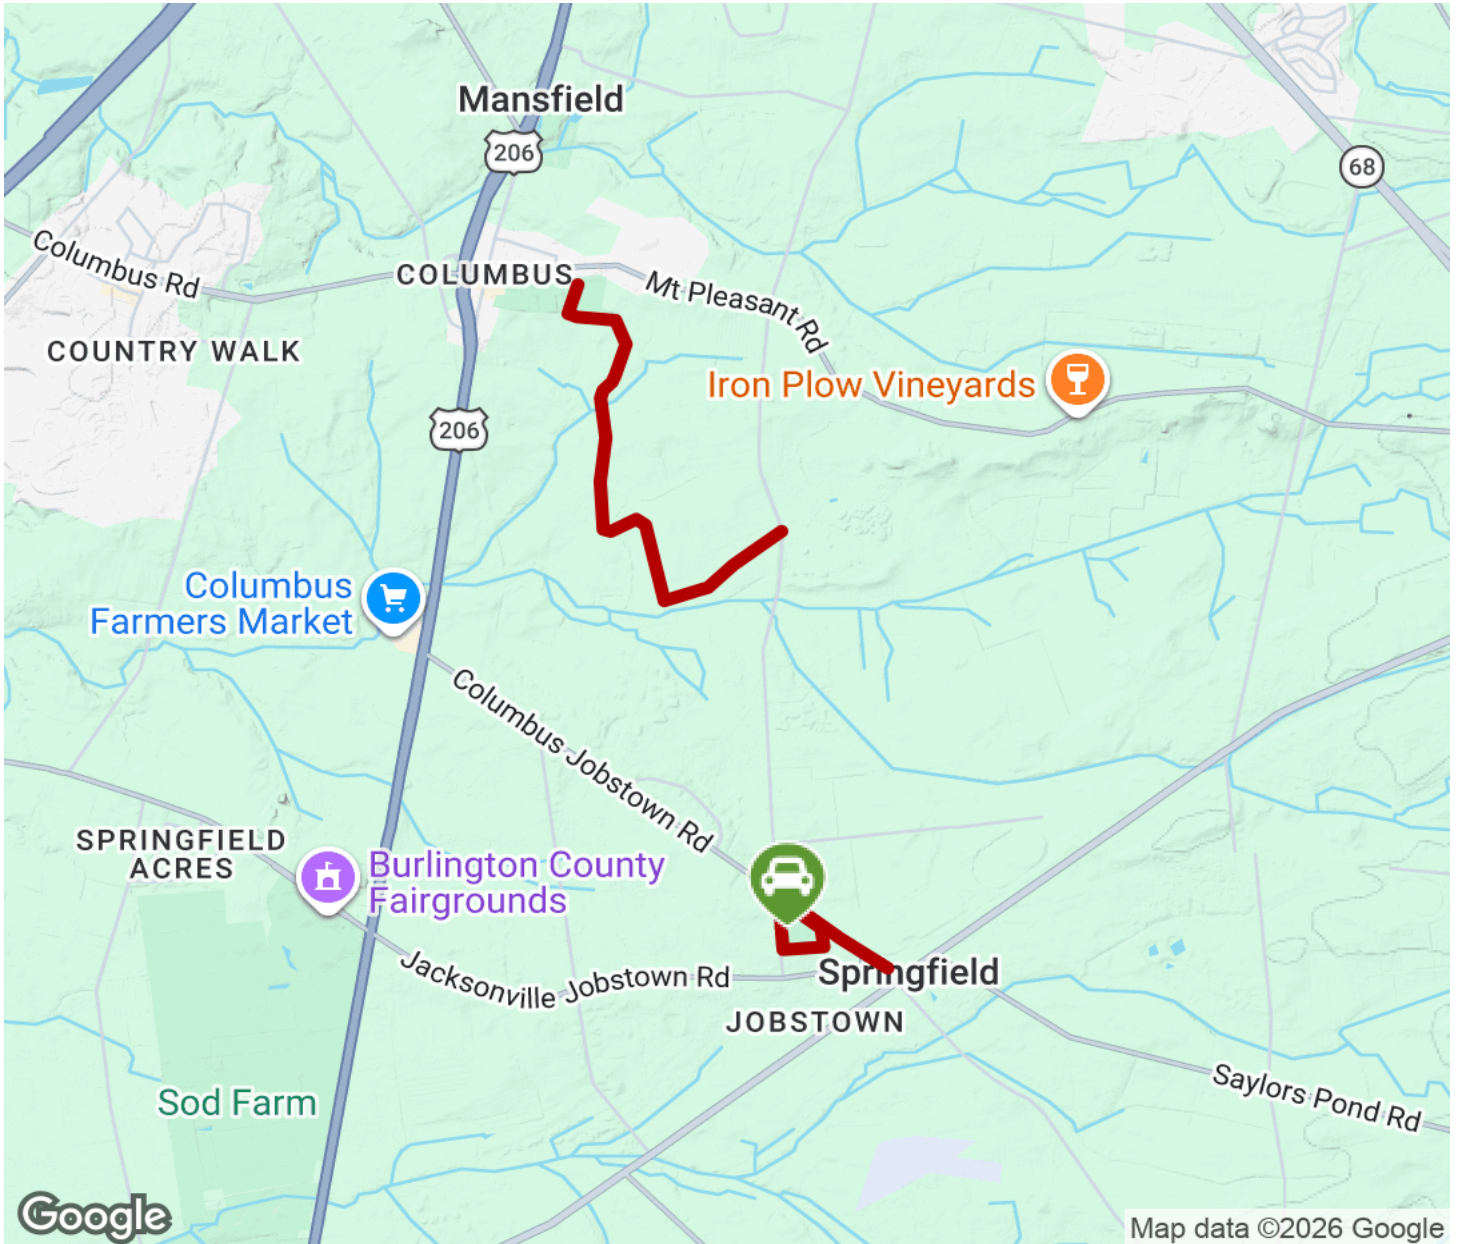 Mansfield
206
68
Columbus Rd
COLUMBUS
Mt Pleasant Rd
COUNTRY WALK
Iron Plow Vineyards
206
Columbus
Farmers Market
Columbus Jobstown Rd
SPRINGFIELD
ACRES
Burlington County
Fairgrounds
Jacksonville Jobstown Rd
Springfield
JOBSTOWN
Saylors Pond Rd
Sod Farm
Google
Map data ©2026 Google